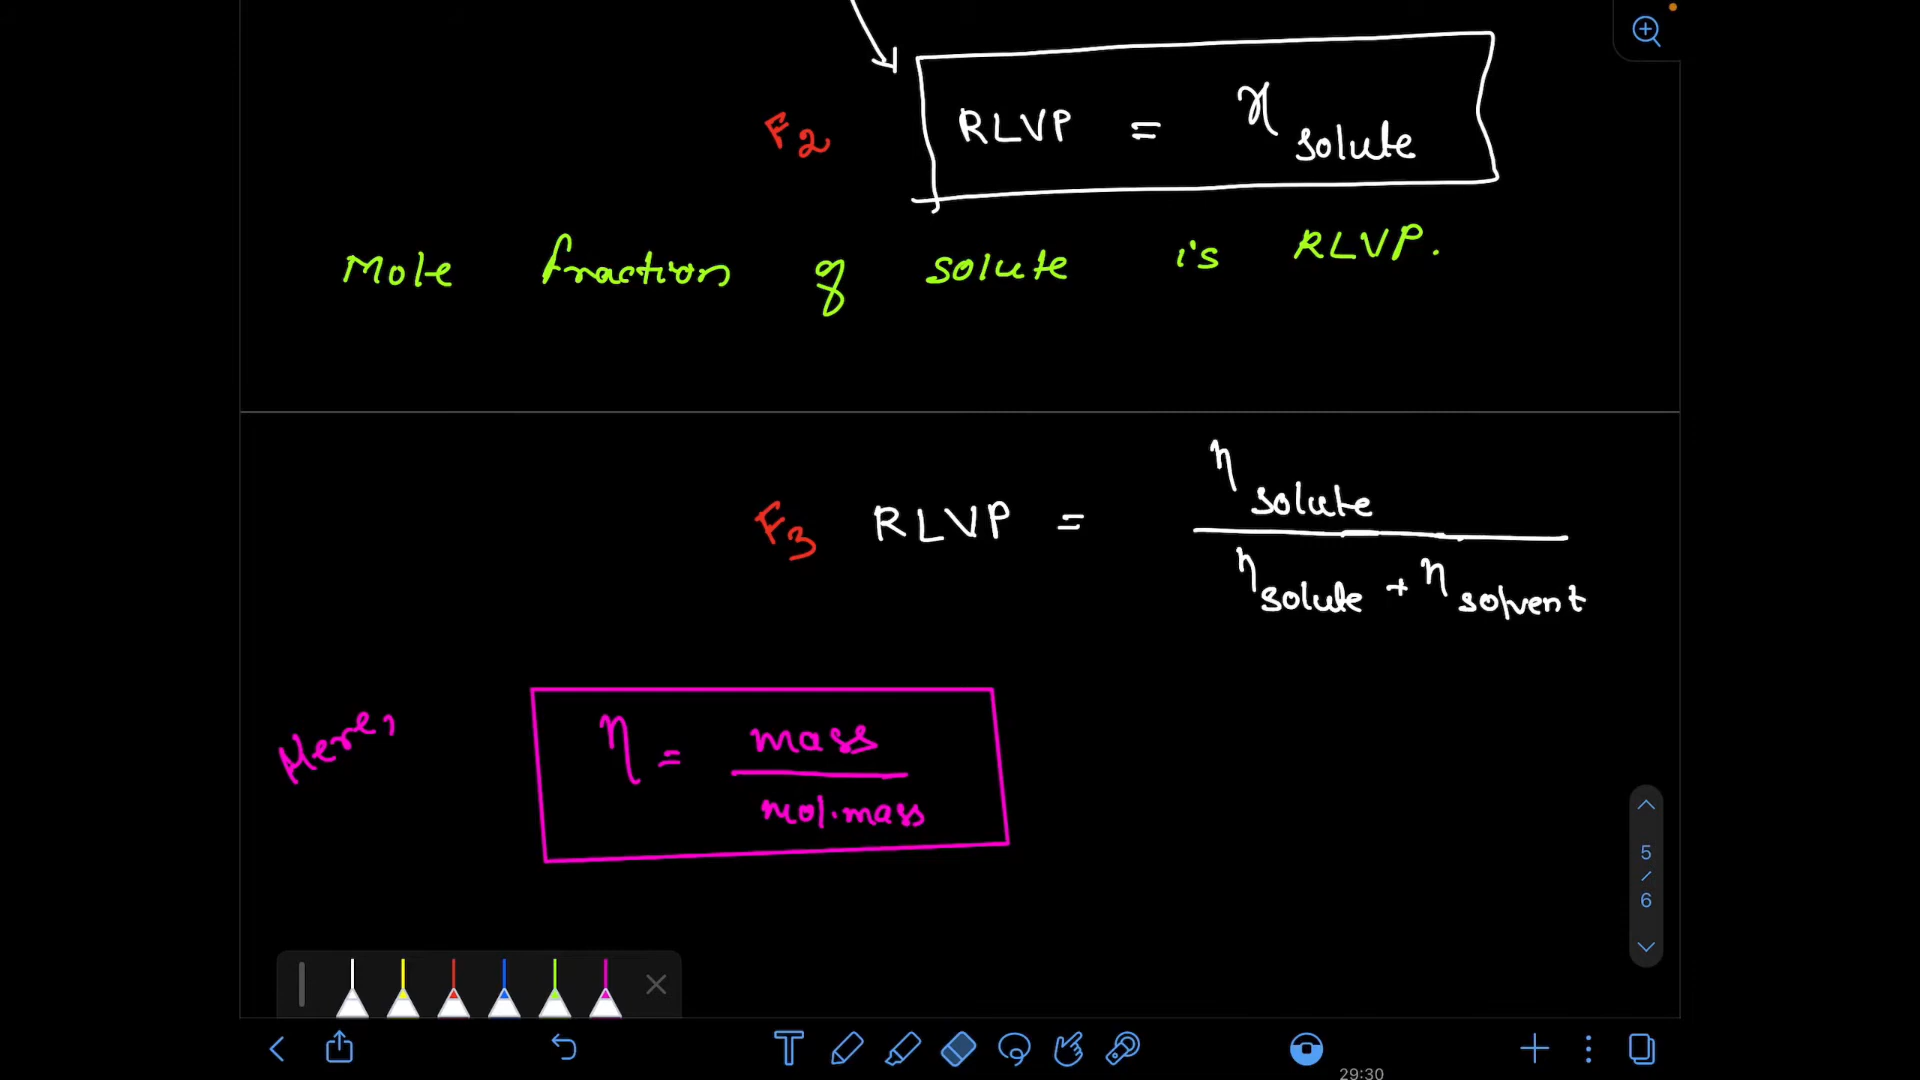 F2 RLVP = x solute
Mole fraction of solute is RLVP.
F3 RLVP = η solute
η solute + η solvent
Here, η = mass
mol.mass
5
/
6
29:30